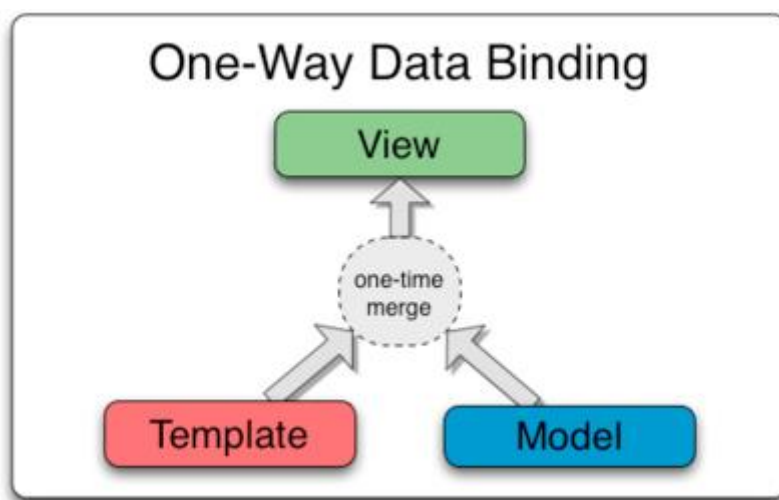 One-Way Data Binding
View
one-time
merge
Template
Model